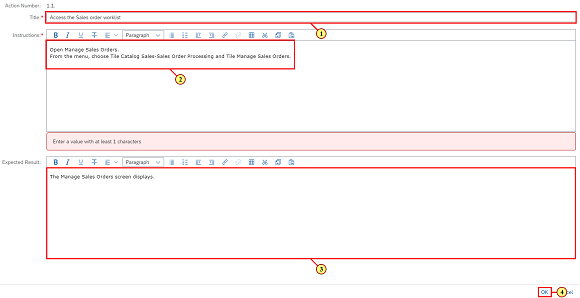 Action Number: 1.1.
Title:* Access the Sales order worklist
1
Instructions:* B I U Paragraph
Open Manage Sales Orders.
From the menu, choose Tile Catalog Sales-Sales Order Processing and Tile Manage Sales Orders.
2
Enter a value with at least 1 characters
Expected Result: B I U Paragraph
The Manage Sales Orders screen displays.
3
OK 4